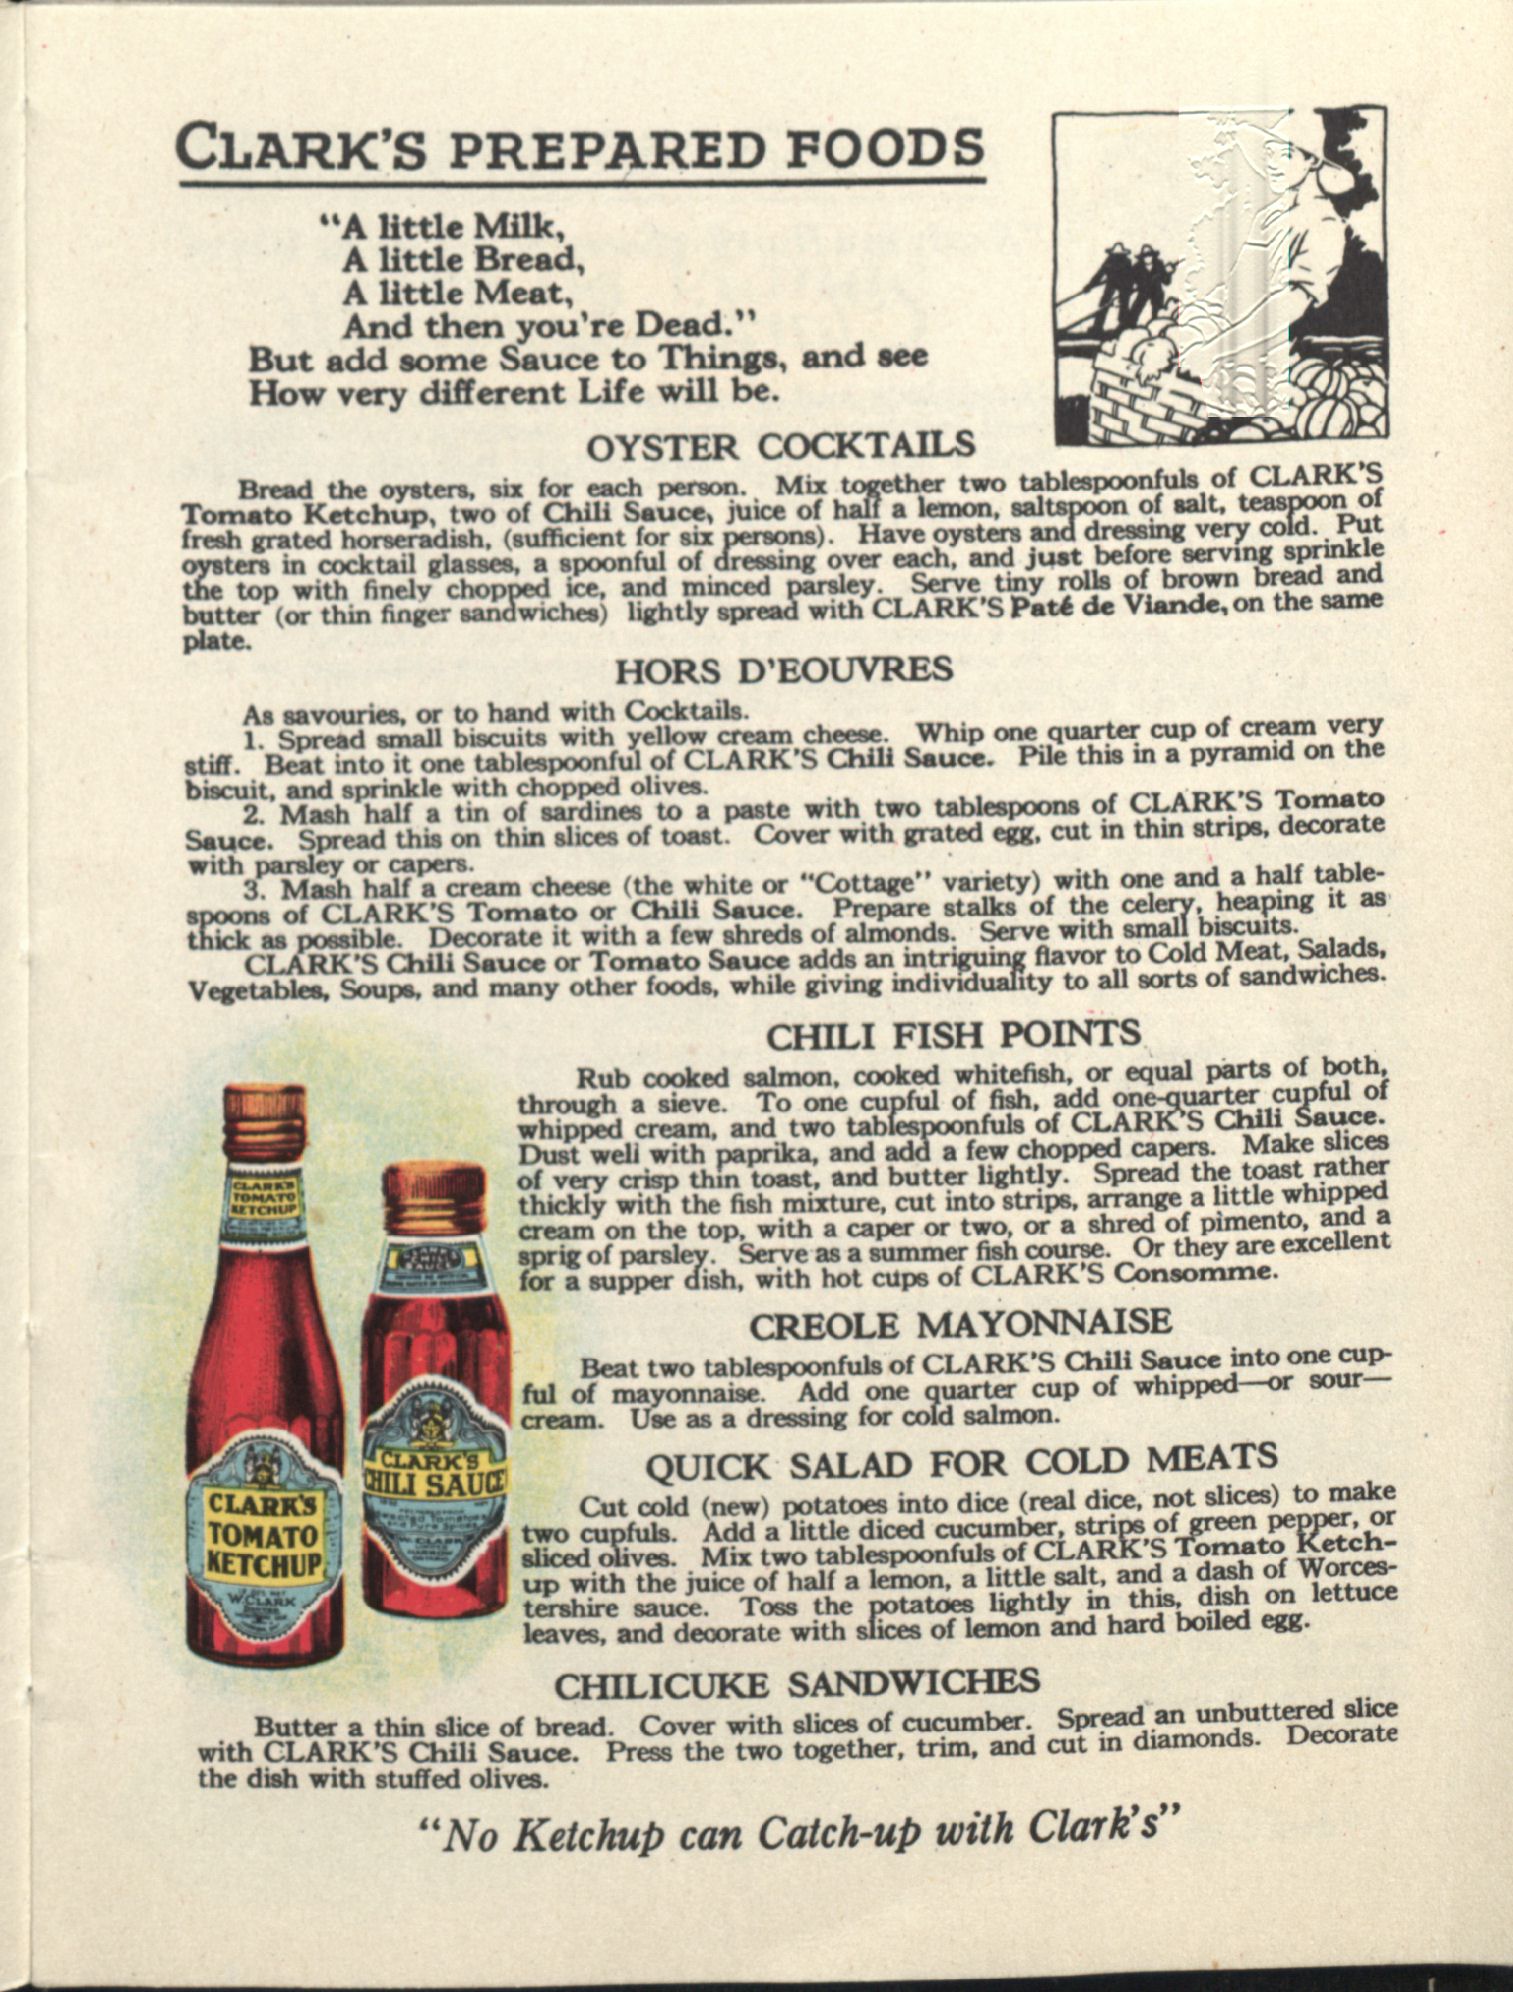 CLARK'S PREPARED FOODS
"A little Milk,
A little Bread,
A little Meat,
And then you're Dead."
But add some Sauce to Things, and see
How very different Life will be.
OYSTER COCKTAILS
Bread the oysters, six for each person. Mix together two tablespoonfuls of CLARK'S
Tomato Ketchup, two of Chili Sauce, juice of half a lemon, saltspoon of salt, teaspoon of
fresh grated horseradish, (sufficient for six persons). Have oysters and dressing very cold. Put
oysters in cocktail glasses, a spoonful of dressing over each, and just before serving sprinkle
the top with finely chopped ice, and minced parsley. Serve tiny rolls of brown bread and
butter (or thin finger sandwiches) lightly spread with CLARK'S Paté de Viande, on the same
plate.
HORS D'EOUVRES
As savouries, or to hand with Cocktails.
1. Spread small biscuits with yellow cream cheese. Whip one quarter cup of cream very
stiff. Beat into it one tablespoonful of CLARK'S Chili Sauce. Pile this in a pyramid on the
biscuit, and sprinkle with chopped olives.
2. Mash half a tin of sardines to a paste with two tablespoons of CLARK'S Tomato
Sauce. Spread this on thin slices of toast. Cover with grated egg, cut in thin strips, decorate
with parsley or capers.
3. Mash half a cream cheese (the white or "Cottage" variety) with one and a half table-
spoons of CLARK'S Tomato or Chili Sauce. Prepare stalks of the celery, heaping it as
thick as possible. Decorate it with a few shreds of almonds. Serve with small biscuits.
CLARK'S Chili Sauce or Tomato Sauce adds an intriguing flavor to Cold Meat, Salads,
Vegetables, Soups, and many other foods, while giving individuality to all sorts of sandwiches.
CHILI FISH POINTS
Rub cooked salmon, cooked whitefish, or equal parts of both,
through a sieve. To one cupful of fish, add one-quarter cupful of
whipped cream, and two tablespoonfuls of CLARK'S Chili Sauce.
Dust well with paprika, and add a few chopped capers. Make slices
of very crisp thin toast, and butter lightly. Spread the toast rather
thickly with the fish mixture, cut into strips, arrange a little whipped
cream on the top, with a caper or two, or a shred of pimento, and a
sprig of parsley. Serve as a summer fish course. Or they are excellent
for a supper dish, with hot cups of CLARK'S Consomme.
CREOLE MAYONNAISE
Beat two tablespoonfuls of CLARK'S Chili Sauce into one cup-
ful of mayonnaise. Add one quarter cup of whipped—or sour—
cream. Use as a dressing for cold salmon.
QUICK SALAD FOR COLD MEATS
Cut cold (new) potatoes into dice (real dice, not slices) to make
two cupfuls. Add a little diced cucumber, strips of green pepper, or
sliced olives. Mix two tablespoonfuls of CLARK'S Tomato Ketch-
up with the juice of half a lemon, a little salt, and a dash of Worces-
tershire sauce. Toss the potatoes lightly in this, dish on lettuce
leaves, and decorate with slices of lemon and hard boiled egg.
CLARK'S
TOMATO
KETCHUP
CLARK'S
CHILI SAUCE
CLARK'S
TOMATO
KETCHUP
W. CLARK
CHILICUKE SANDWICHES
Butter a thin slice of bread. Cover with slices of cucumber. Spread an unbuttered slice
with CLARK'S Chili Sauce. Press the two together, trim, and cut in diamonds. Decorate
the dish with stuffed olives.
"No Ketchup can Catch-up with Clark's"